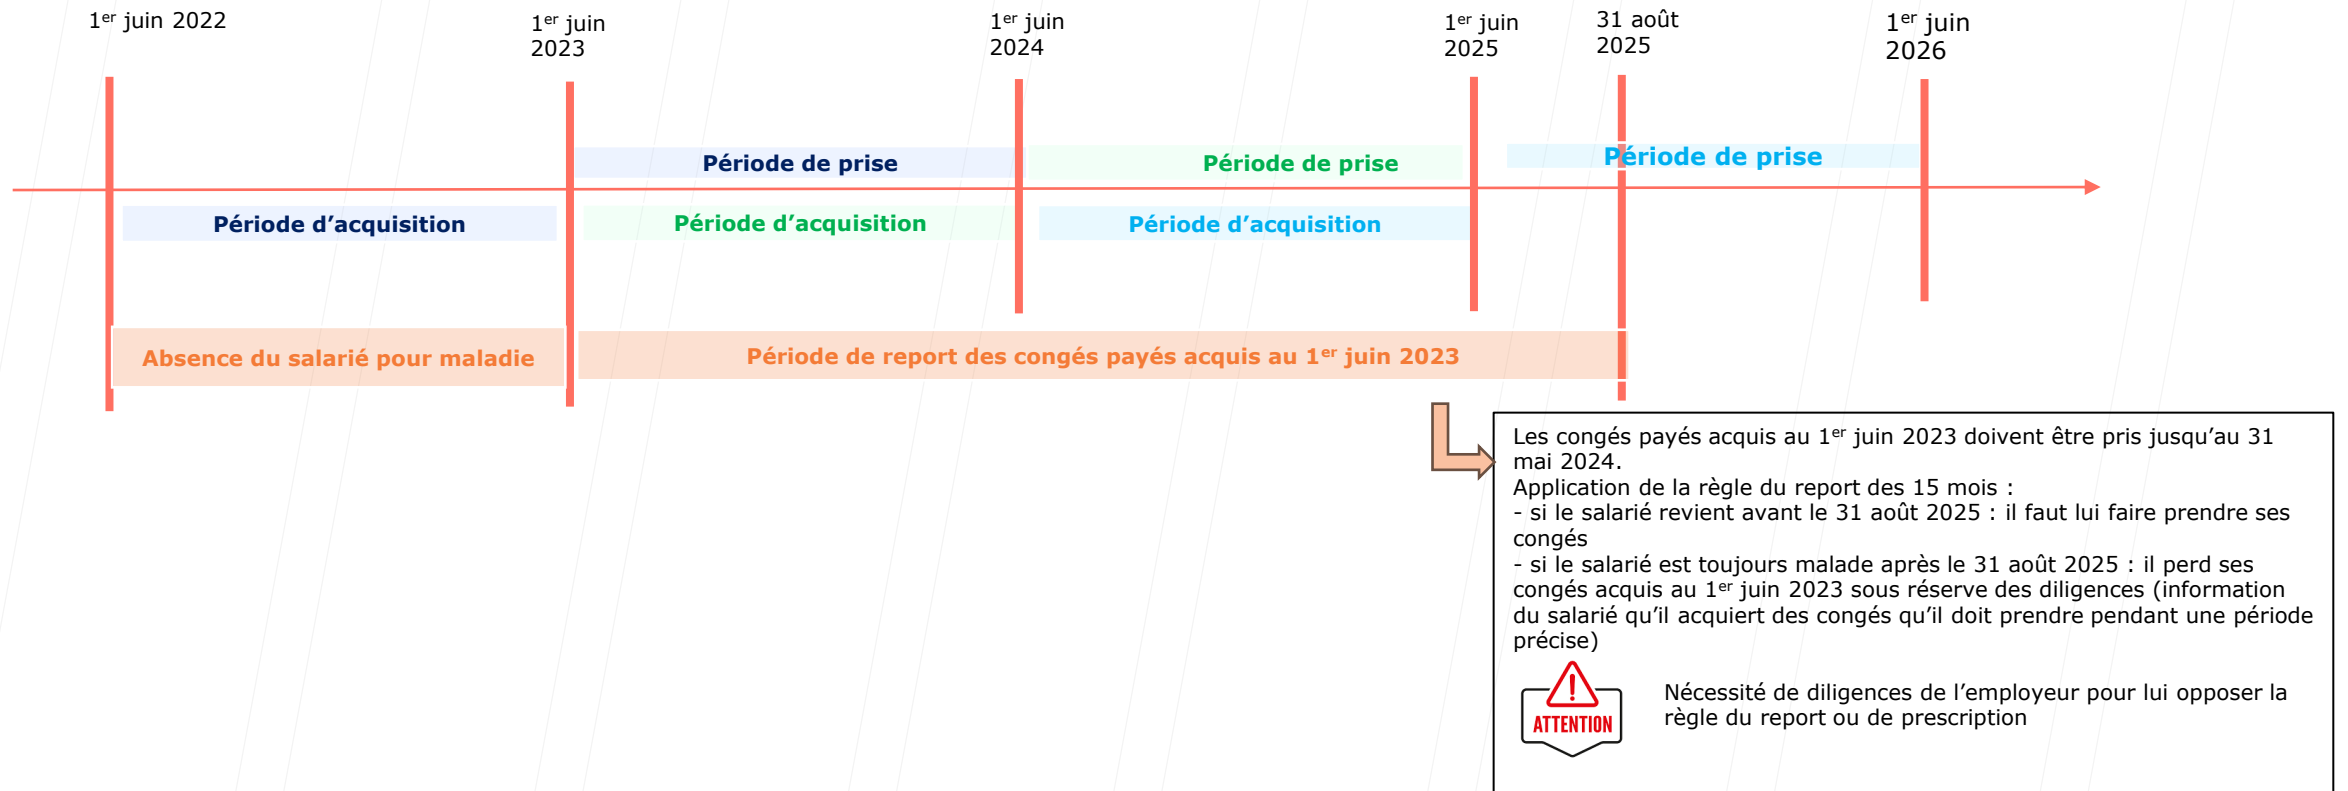 1er juin 2022
1er juin
2023
1er juin
2024
1er juin
2025
31 août
2025
1er juin
2026
Période de prise
Période de prise
Période de prise
Période d’acquisition
Période d’acquisition
Période d’acquisition
Absence du salarié pour maladie
Période de report des congés payés acquis au 1er juin 2023
Les congés payés acquis au 1er juin 2023 doivent être pris jusqu’au 31
mai 2024.
Application de la règle du report des 15 mois :
- si le salarié revient avant le 31 août 2025 : il faut lui faire prendre ses
congés
- si le salarié est toujours malade après le 31 août 2025 : il perd ses
congés acquis au 1er juin 2023 sous réserve des diligences (information
du salarié qu’il acquiert des congés qu’il doit prendre pendant une période
précise)
ATTENTION
Nécessité de diligences de l’employeur pour lui opposer la
règle du report ou de prescription